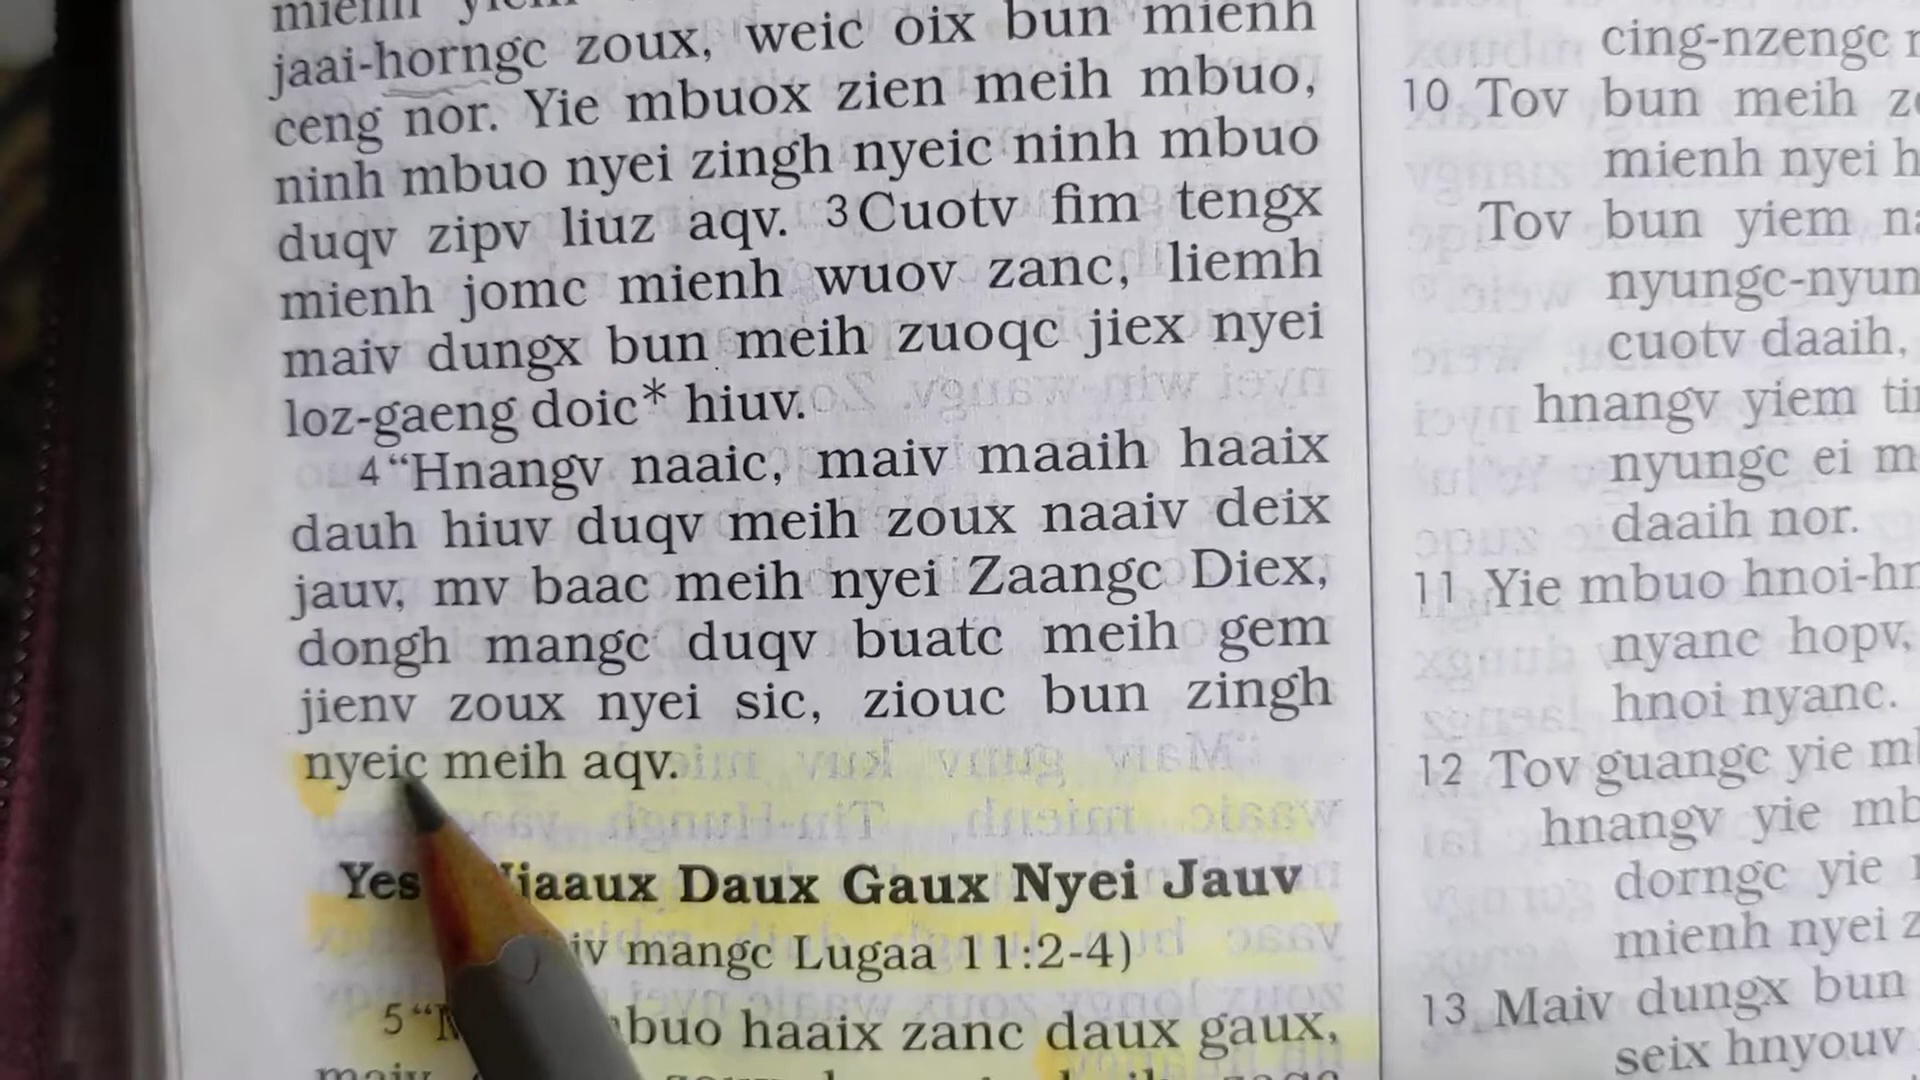 mienh
jaai-horngc zoux, weic oix bun mienh
ceng nor. Yie mbuox zien meih mbuo,
ninh mbuo nyei zingh nyeic ninh mbuo
duqv zipv liuz aqv. 3 Cuotv fim tengx
mienh jomc mienh wuov zanc, liemh
maiv dungx bun meih zuoqc jiex nyei
loz-gaeng doic* hiuv.
4 “Hnangv naaic, maiv maaih haaix
dauh hiuv duqv meih zoux naaiv deix
jauv, mv baac meih nyei Zaangc Diex,
dongh mangc duqv buatc meih gem
jienv zoux nyei sic, ziouc bun zingh
nyeic meih aqv.
Yes Njaaux Daux Gaux Nyei Jauv
mangc Lugaa 11:2-4)
5 haaix zanc daux gaux,
maiv
cing-nzengc
10 Tov bun meih
mienh nyei
Tov bun yiem
nyungc-nyun
cuotv daaih,
hnangv yiem
nyungc ei
daaih nor.
11 Yie mbuo
nyanc hopv,
hnoi nyanc.
12 Tov guangc yie
hnangv yie
dorngc yie
mienh nyei
13 Maiv dungx bun
seix hnyouv